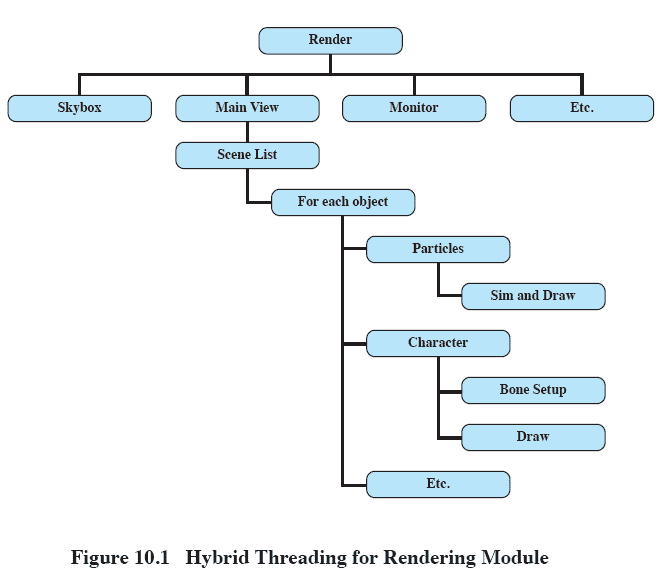 Render
Skybox
Main View
Monitor
Etc.
Scene List
For each object
Particles
Sim and Draw
Character
Bone Setup
Draw
Etc.
Figure 10.1 Hybrid Threading for Rendering Module